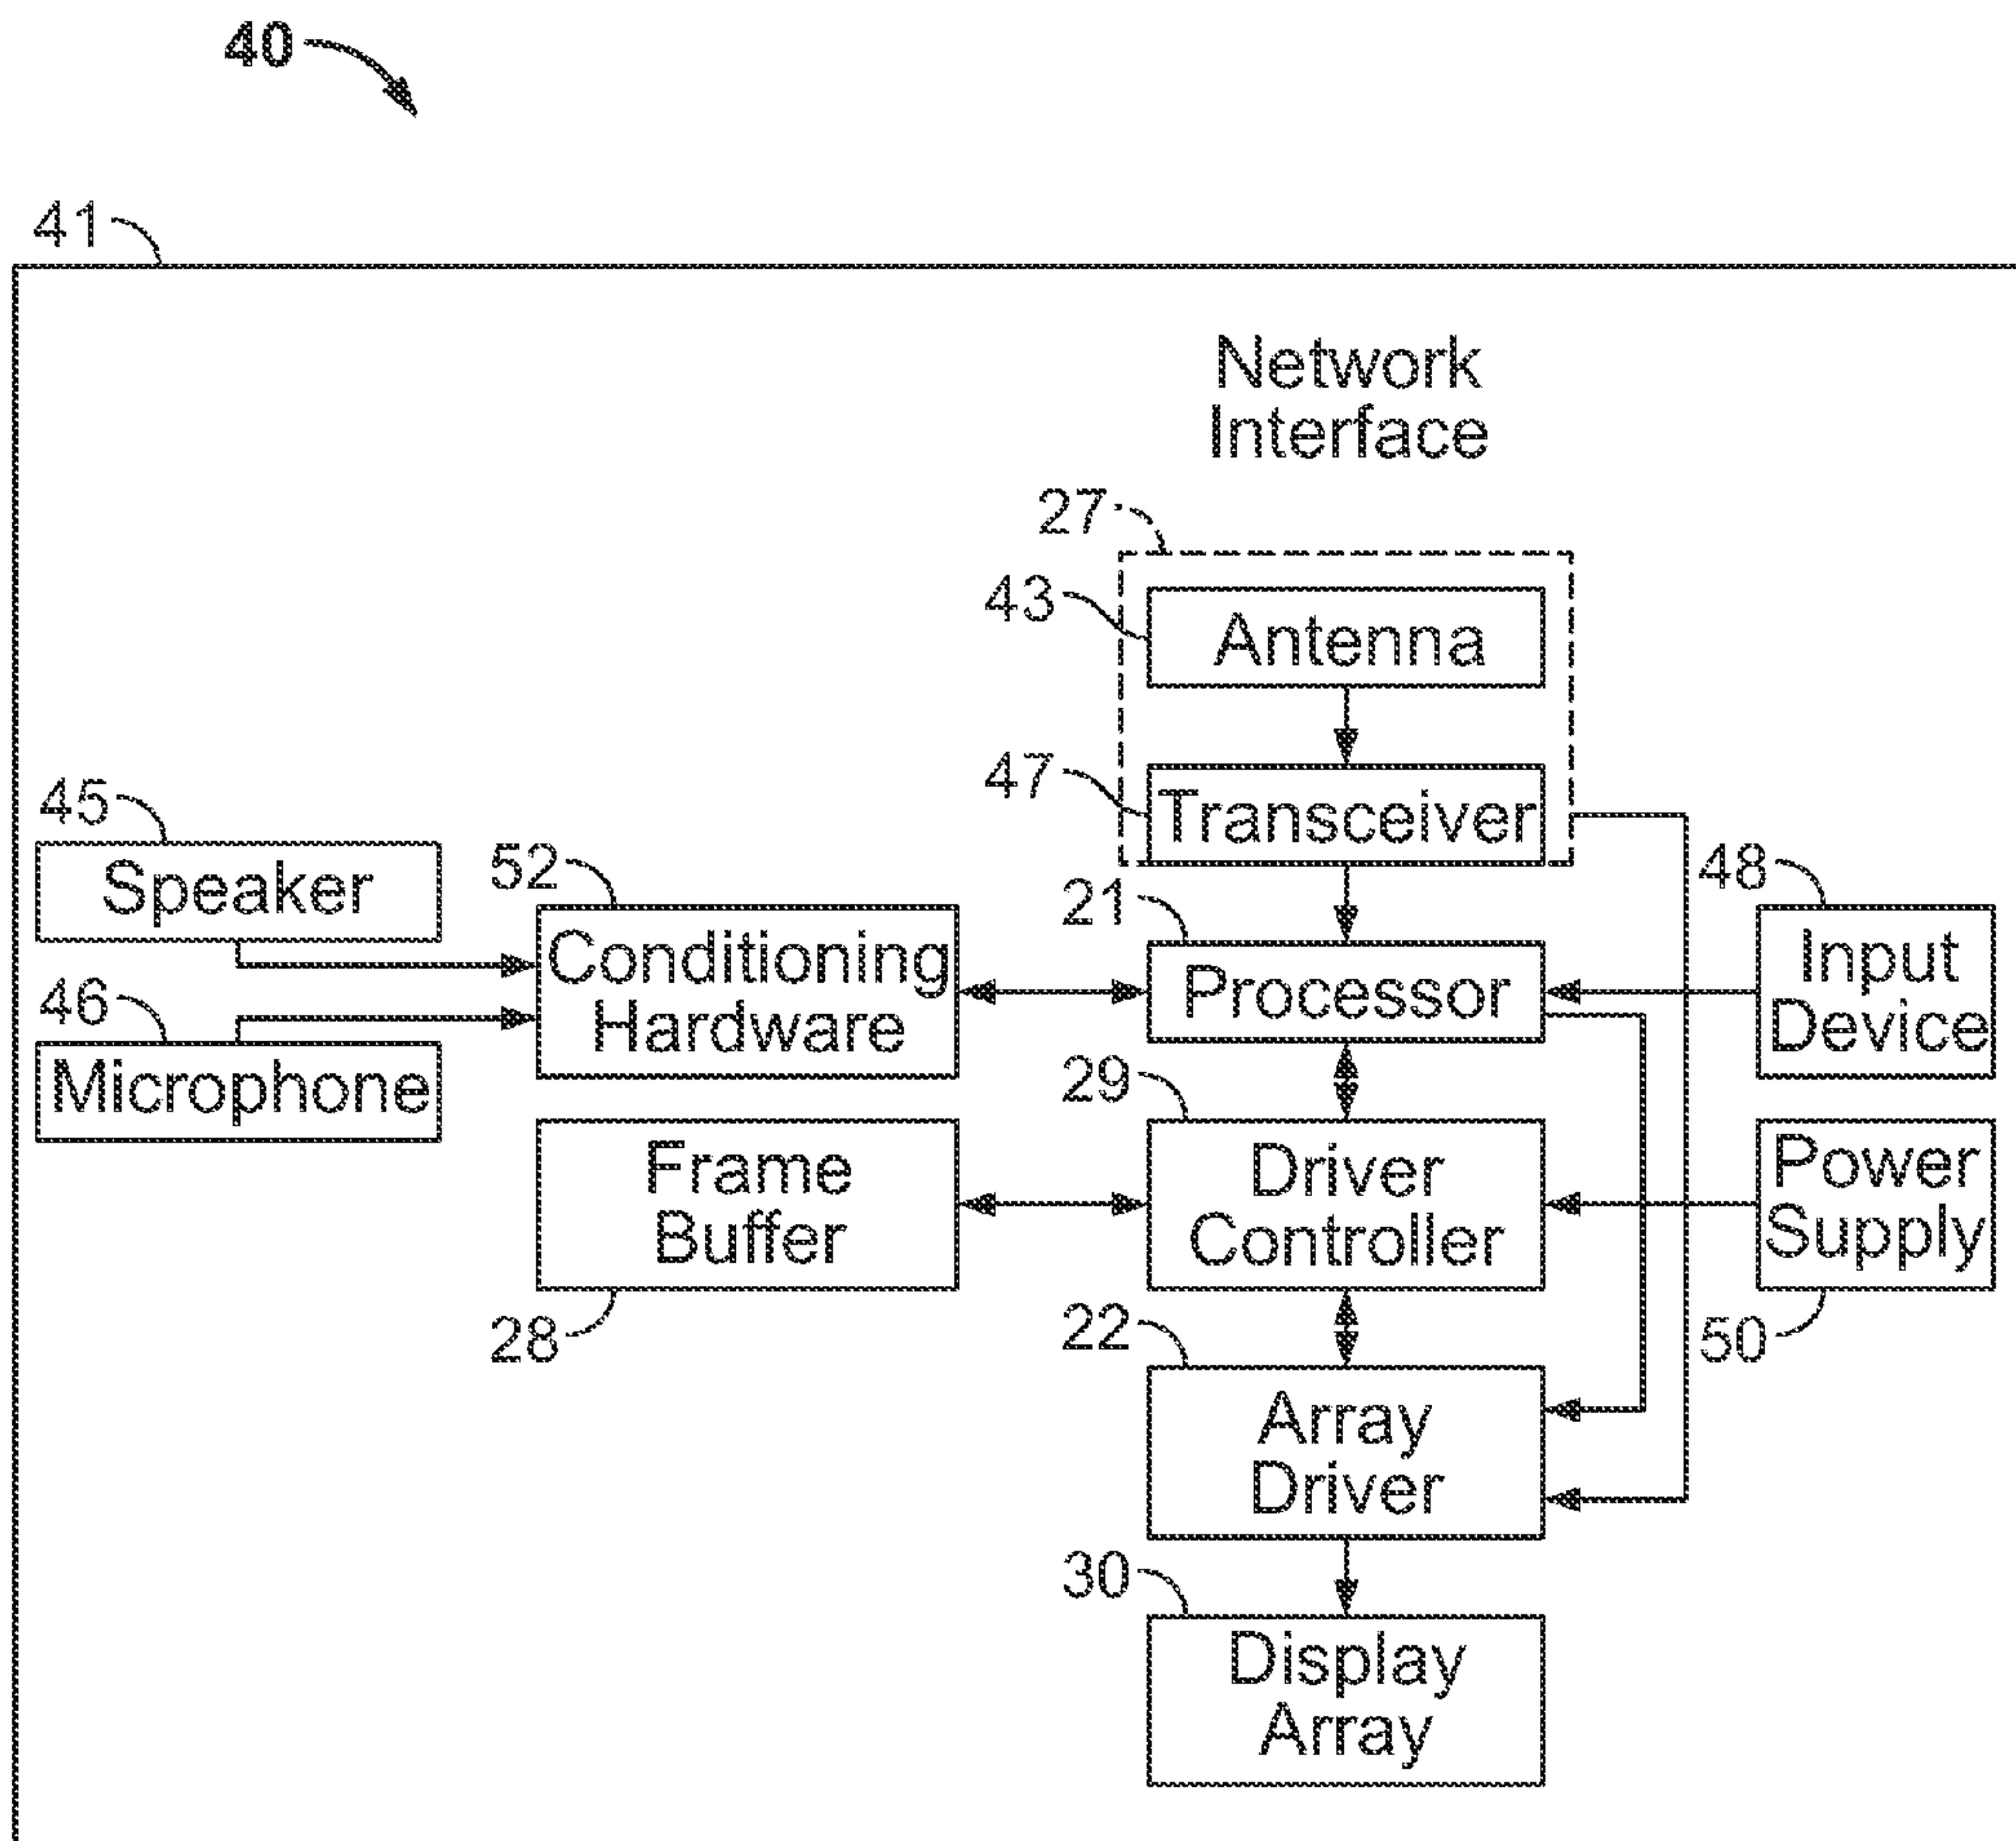 40
41
Network
Interface
27
43
Antenna
47
Transceiver
45
Speaker
52
Conditioning
Hardware
21
Processor
48
Input
Device
46
Microphone
29
Driver
Controller
Frame
Buffer
28
Power
Supply
50
22
Array
Driver
30
Display
Array